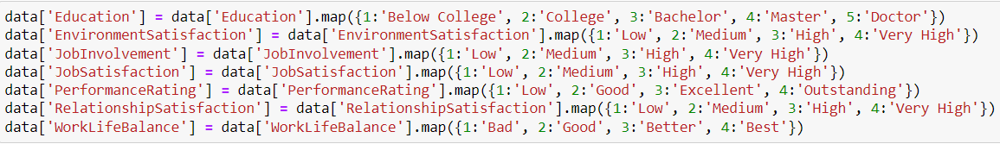 data['Education'] = data['Education'].map({1:'Below College', 2:'College', 3:'Bachelor', 4:'Master', 5:'Doctor'})
data['EnvironmentSatisfaction'] = data['EnvironmentSatisfaction'].map({1:'Low', 2:'Medium', 3:'High', 4:'Very High'})
data['JobInvolvement'] = data['JobInvolvement'].map({1:'Low', 2:'Medium', 3:'High', 4:'Very High'})
data['JobSatisfaction'] = data['JobSatisfaction'].map({1:'Low', 2:'Medium', 3:'High', 4:'Very High'})
data['PerformanceRating'] = data['PerformanceRating'].map({1:'Low', 2:'Good', 3:'Excellent', 4:'Outstanding'})
data['RelationshipSatisfaction'] = data['RelationshipSatisfaction'].map({1:'Low', 2:'Medium', 3:'High', 4:'Very High'})
data['WorkLifeBalance'] = data['WorkLifeBalance'].map({1:'Bad', 2:'Good', 3:'Better', 4:'Best'})